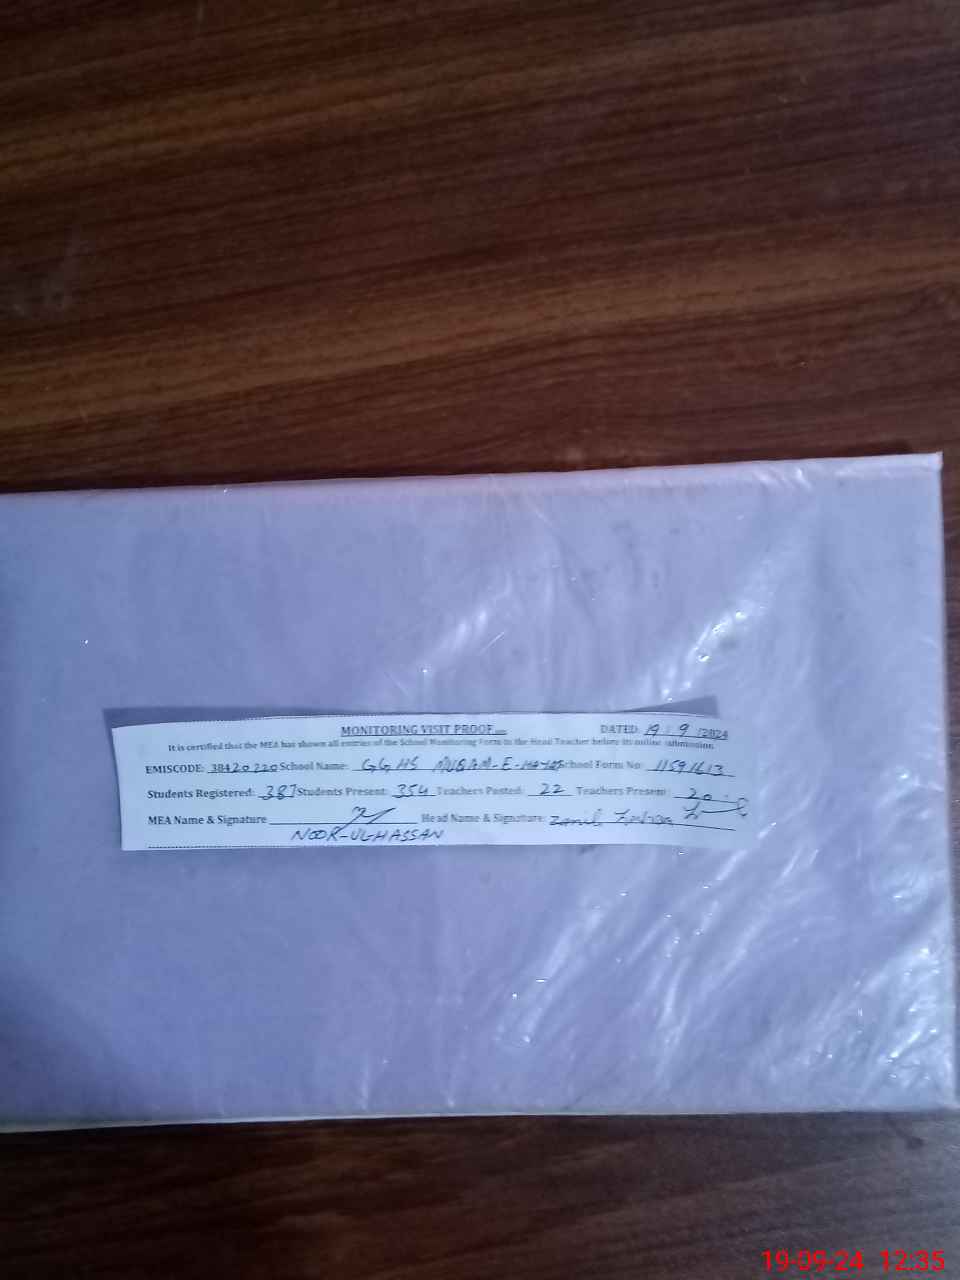 MONITORING VISIT PROOF DATED: 19 / 9 /2024
It is certified that the MEA has shown all entries of the School Monitoring Form to the Head Teacher before its online submission.
EMISCODE: 38420220 School Name: GGHS MUBAM-E-HAYAT School Form No: 11591613
Students Registered: 387 Students Present: 354 Teachers Posted: 22 Teachers Present: 20
MEA Name & Signature Head Name & Signature:
NOOR-UL-HASSAN
19-09-24 12:35